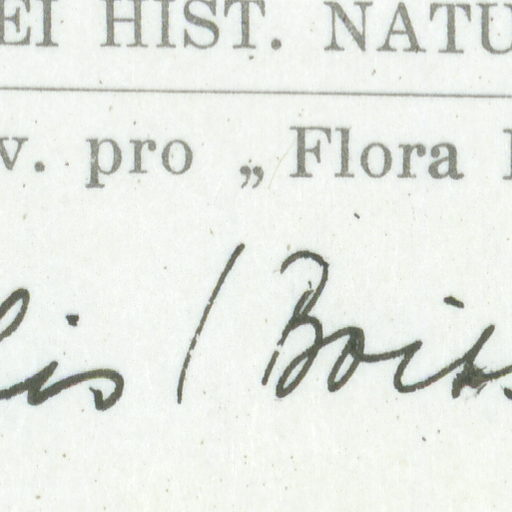 EI HIST. NATU
v. pro „ Flora
lis (Boiss